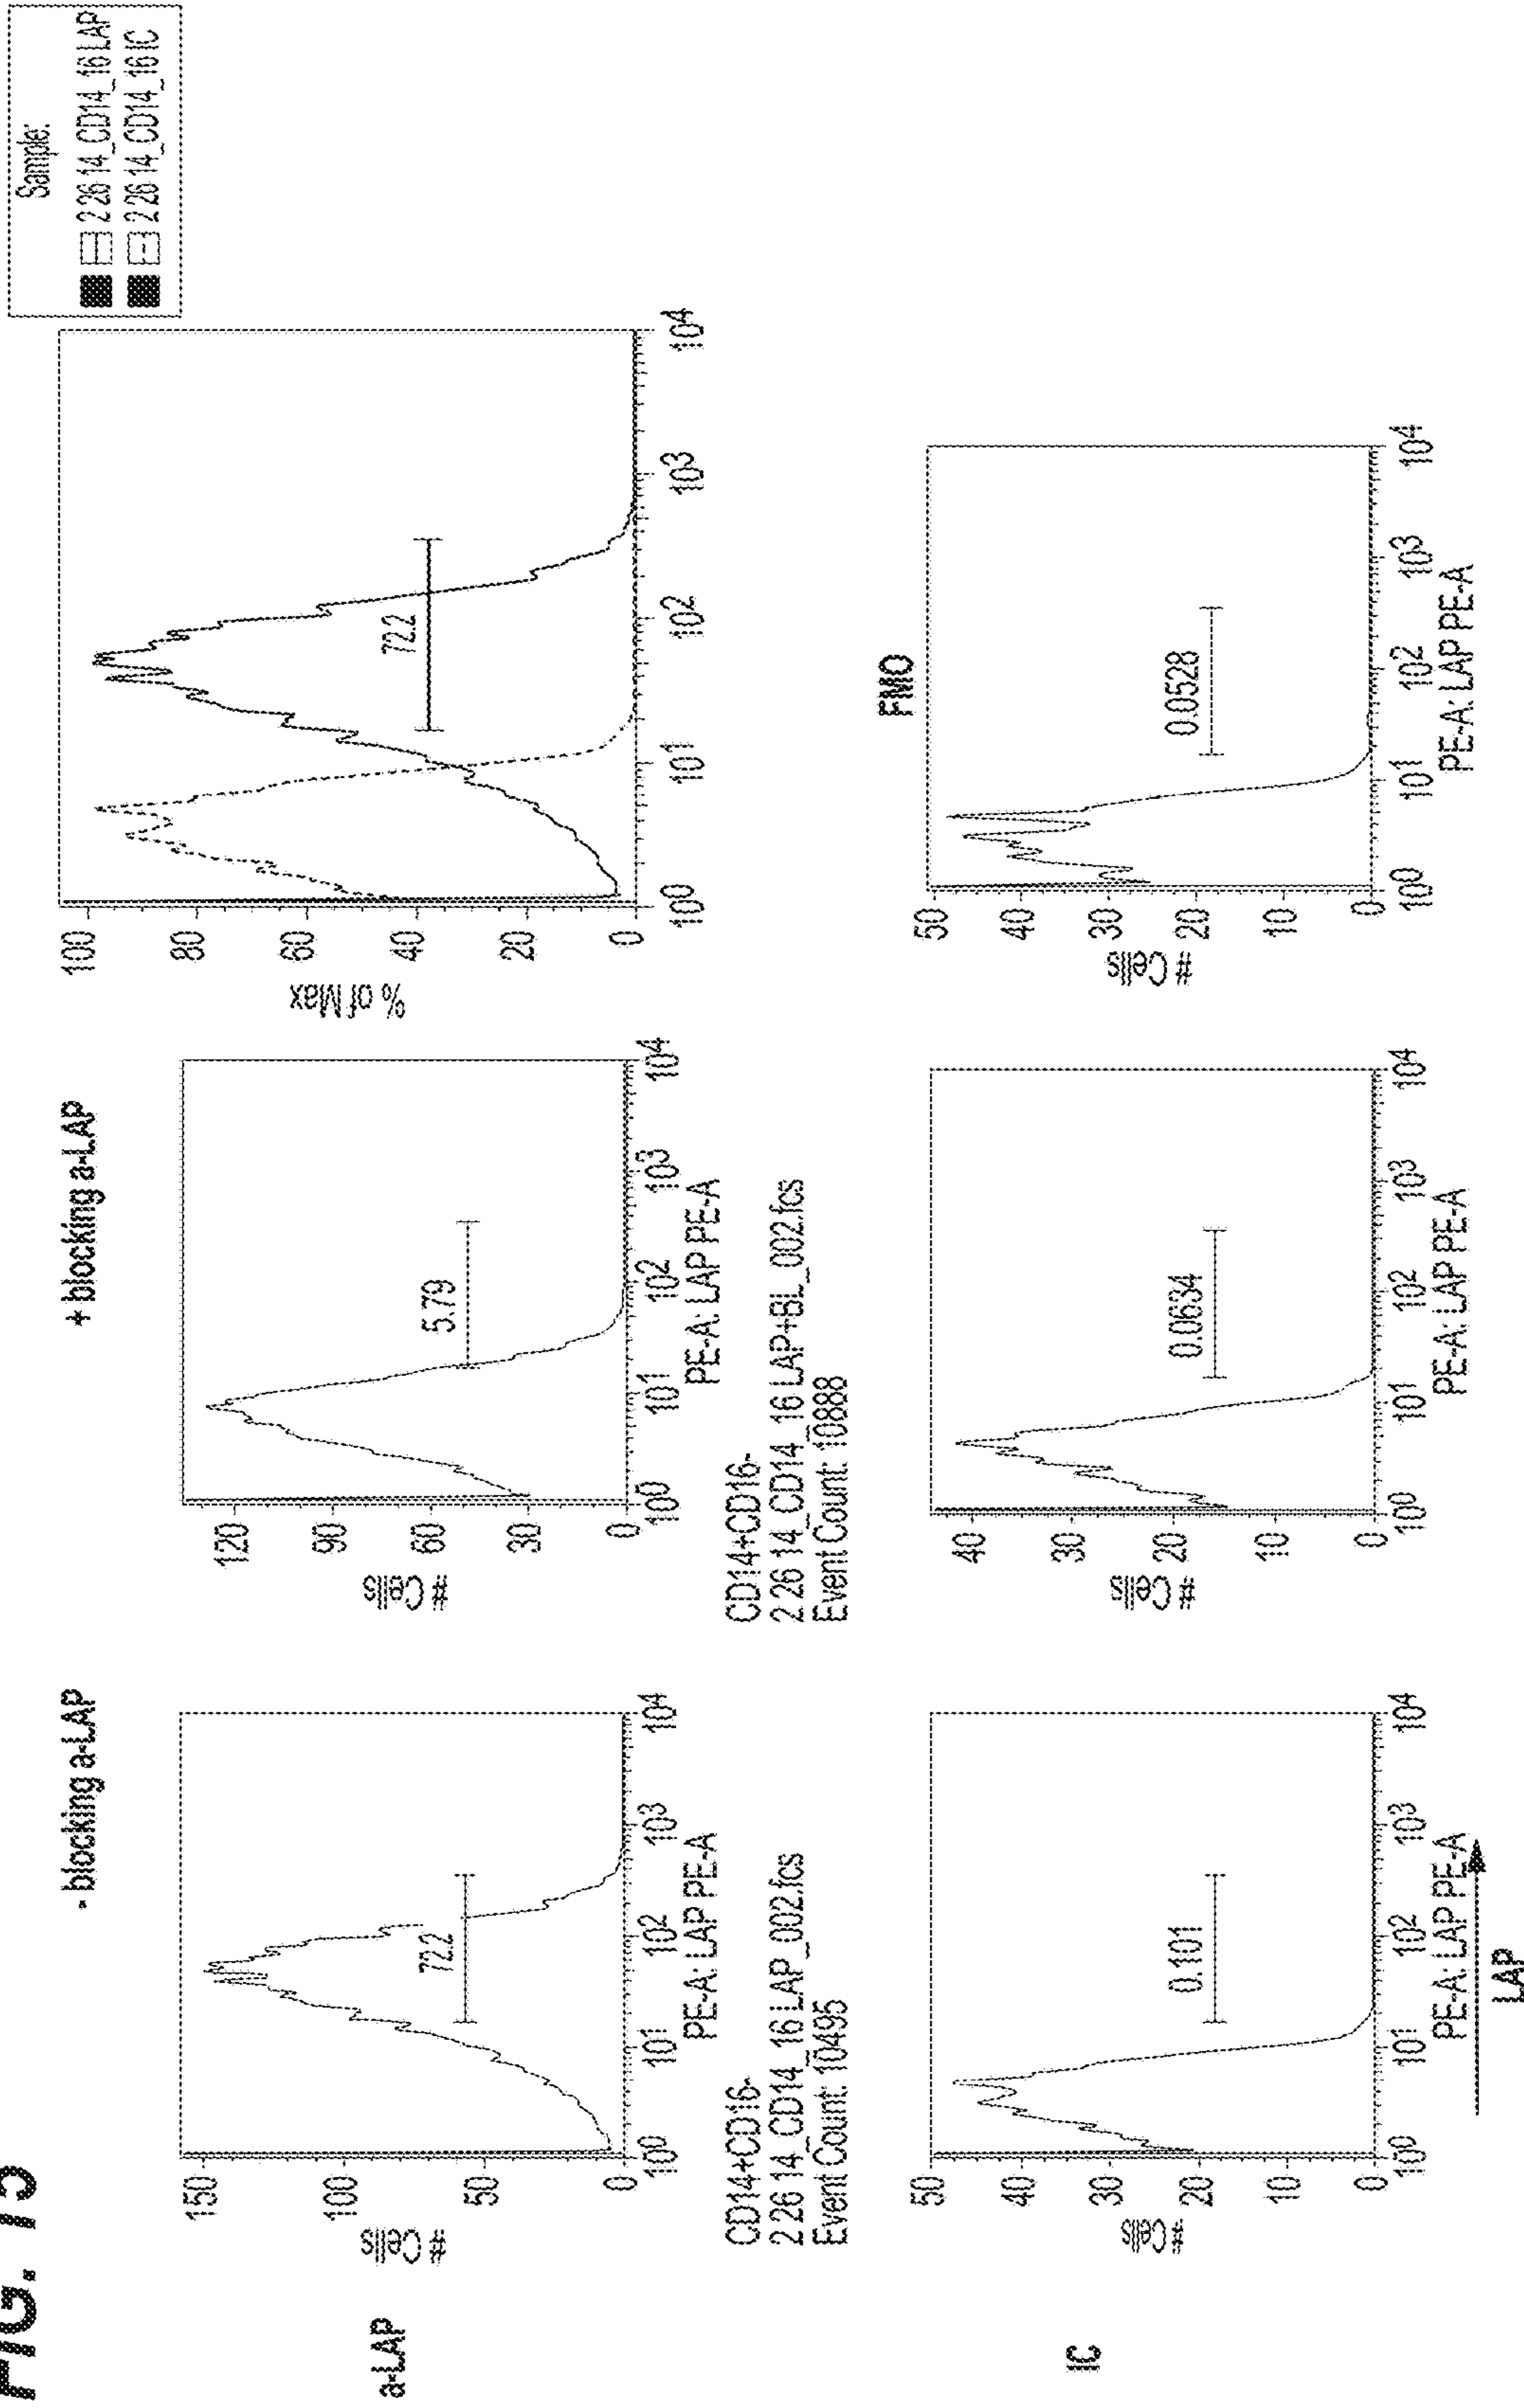 FIG. 15
- blocking a-LAP
+ blocking a-LAP
Sample:
2 26 14_CD14_16 LAP
2 26 14_CD14_16 IC
a-LAP
# Cells
150
100
50
0
72.2
10⁰ 10¹ 10² 10³ 10⁴
PE-A: LAP PE-A
CD14+CD16-
2 26 14_CD14_16 LAP_002.fcs
Event Count: 10495
# Cells
120
90
60
30
0
5.79
10⁰ 10¹ 10² 10³ 10⁴
PE-A: LAP PE-A
CD14+CD16-
2 26 14_CD14_16 LAP+BL_002.fcs
Event Count: 10888
% of Max
100
80
60
40
20
0
72.2
10⁰ 10¹ 10² 10³ 10⁴
IC
# Cells
50
40
30
20
10
0
0.101
10⁰ 10¹ 10² 10³ 10⁴
PE-A: LAP PE-A
LAP
# Cells
40
30
20
10
0
0.0634
10⁰ 10¹ 10² 10³ 10⁴
PE-A: LAP PE-A
FMO
# Cells
50
40
30
20
10
0
0.0528
10⁰ 10¹ 10² 10³ 10⁴
PE-A: LAP PE-A